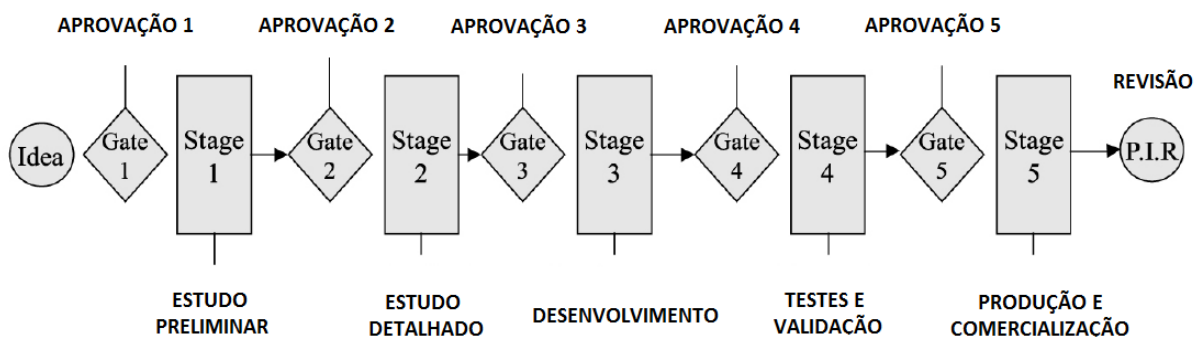 APROVAÇÃO 1
APROVAÇÃO 2
APROVAÇÃO 3
APROVAÇÃO 4
APROVAÇÃO 5
REVISÃO
Idea
Gate
1
Stage
1
Gate
2
Stage
2
Gate
3
Stage
3
Gate
4
Stage
4
Gate
5
Stage
5
P.I.R
ESTUDO
PRELIMINAR
ESTUDO
DETALHADO
DESENVOLVIMENTO
TESTES E
VALIDAÇÃO
PRODUÇÃO E
COMERCIALIZAÇÃO